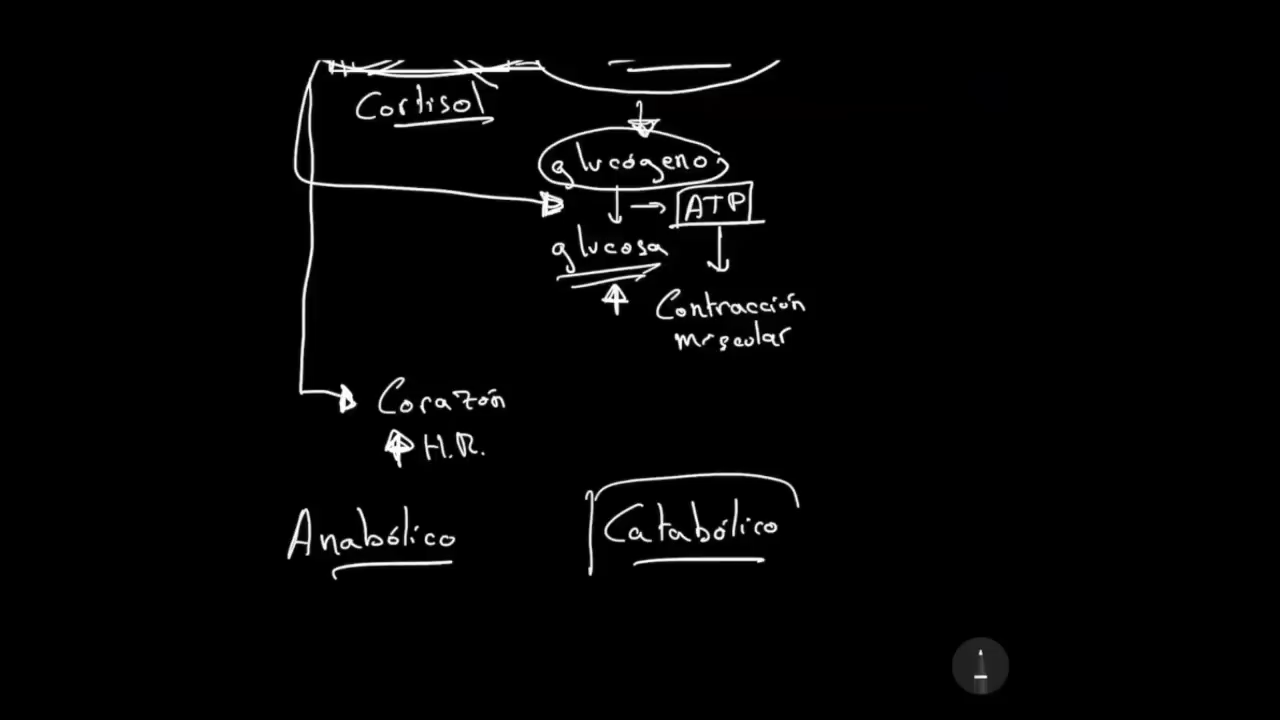 Cortisol
glucógeno
ATP
glucosa
Contracción
muscular
Corazón
H.R.
Anabólico
Catabólico